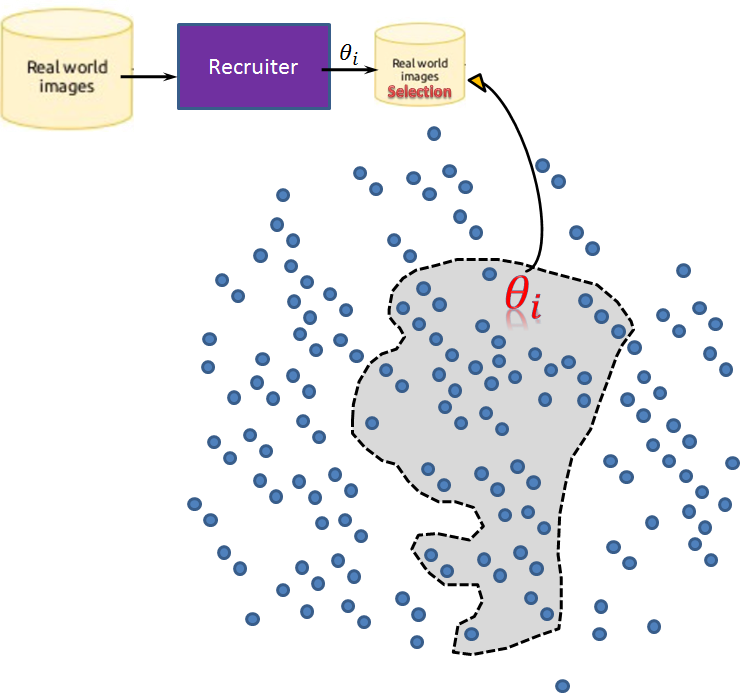 Real world
images
Recruiter
θi
Real world
images
Selection
θi